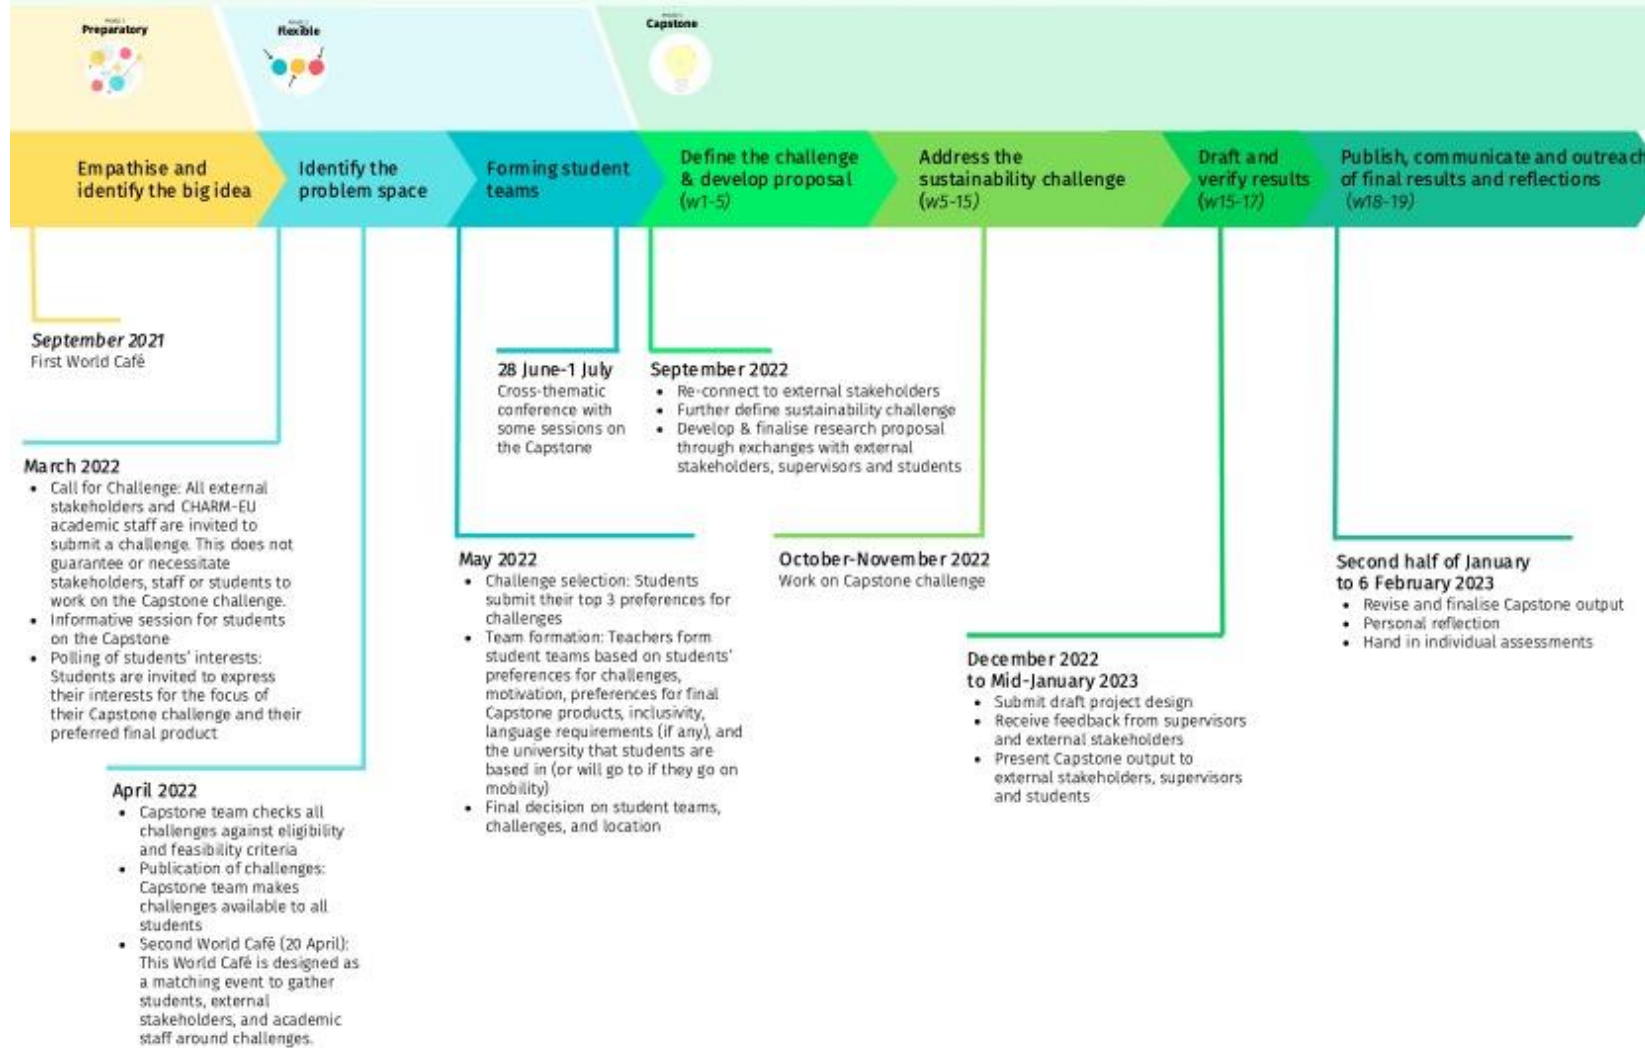 PHASE 1
Preparatory
PHASE 2
Flexible
PHASE 3
Capstone
Empathise and
identify the big idea
Identify the
problem space
Forming student
teams
Define the challenge
& develop proposal
(w1-5)
Address the
sustainability challenge
(w5-15)
Draft and
verify results
(w15-17)
Publish, communicate and outreach
of final results and reflections
(w18-19)
September 2021
First World Café
March 2022
• Call for Challenge: All external
stakeholders and CHARM-EU
academic staff are invited to
submit a challenge. This does not
guarantee or necessitate
stakeholders, staff or students to
work on the Capstone challenge.
• Informative session for students
on the Capstone
• Polling of students' interests:
Students are invited to express
their interests for the focus of
their Capstone challenge and their
preferred final product
April 2022
• Capstone team checks all
challenges against eligibility
and feasibility criteria
• Publication of challenges:
Capstone team makes
challenges available to all
students
• Second World Café (20 April):
This World Café is designed as
a matching event to gather
students, external
stakeholders, and academic
staff around challenges.
28 June-1 July
Cross-thematic
conference with
some sessions on
the Capstone
May 2022
• Challenge selection: Students
submit their top 3 preferences for
challenges
• Team formation: Teachers form
student teams based on students'
preferences for challenges,
motivation, preferences for final
Capstone products, inclusivity,
language requirements (if any), and
the university that students are
based in (or will go to if they go on
mobility)
• Final decision on student teams,
challenges, and location
September 2022
• Re-connect to external stakeholders
• Further define sustainability challenge
• Develop & finalise research proposal
through exchanges with external
stakeholders, supervisors and students
October-November 2022
Work on Capstone challenge
December 2022
to Mid-January 2023
• Submit draft project design
• Receive feedback from supervisors
and external stakeholders
• Present Capstone output to
external stakeholders, supervisors
and students
Second half of January
to 6 February 2023
• Revise and finalise Capstone output
• Personal reflection
• Hand in individual assessments